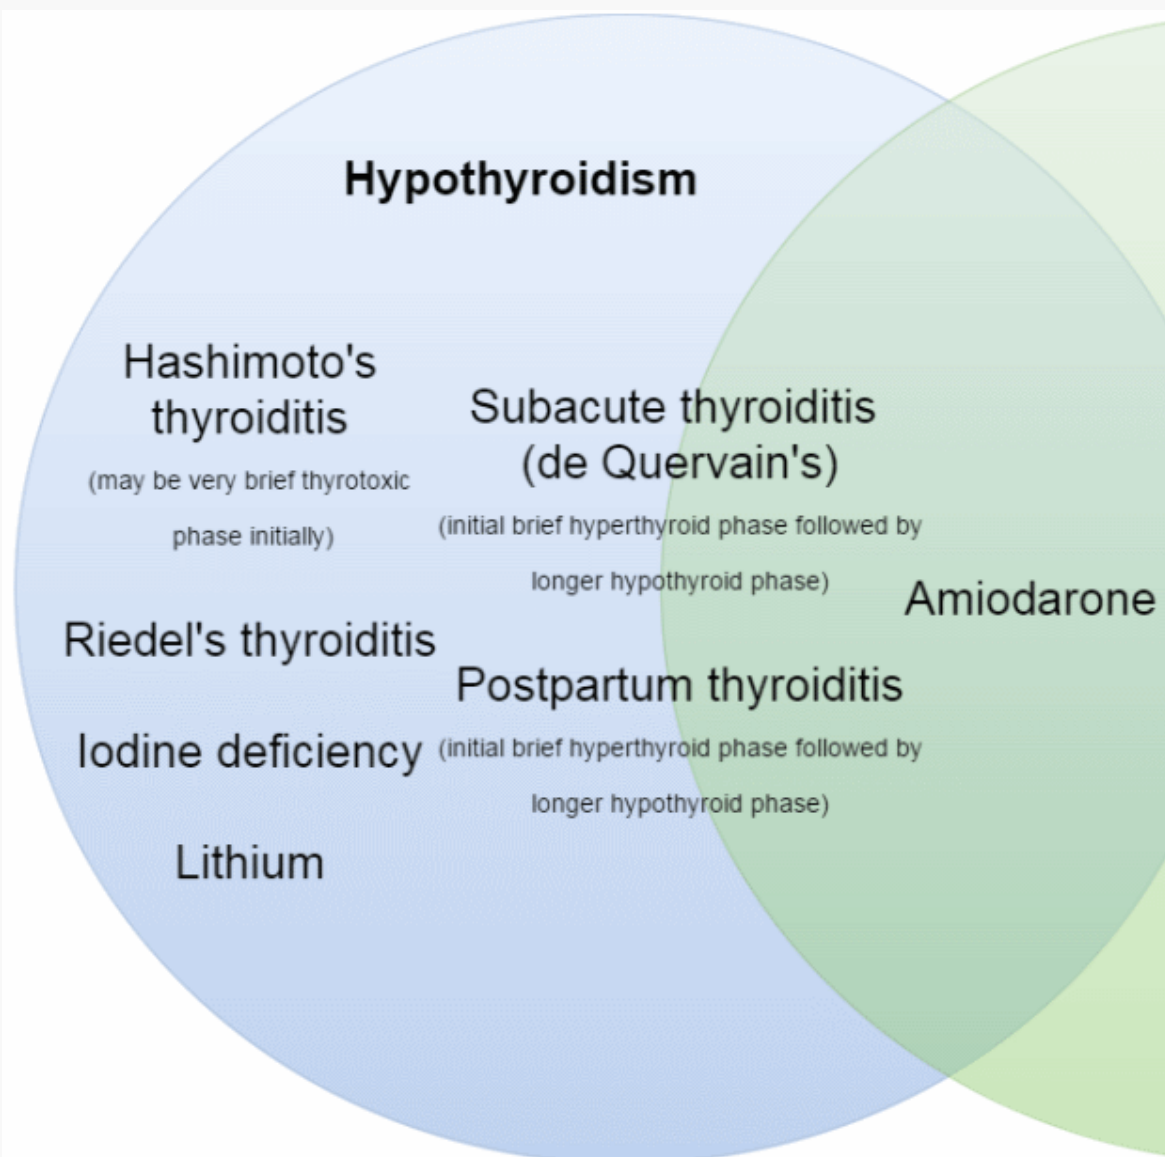 Hypothyroidism
Hashimoto's
thyroiditis
(may be very brief thyrotoxic
phase initially)
Riedel's thyroiditis
Iodine deficiency
Lithium
Subacute thyroiditis
(de Quervain's)
(initial brief hyperthyroid phase followed by
longer hypothyroid phase)
Postpartum thyroiditis
(initial brief hyperthyroid phase followed by
longer hypothyroid phase)
Amiodarone